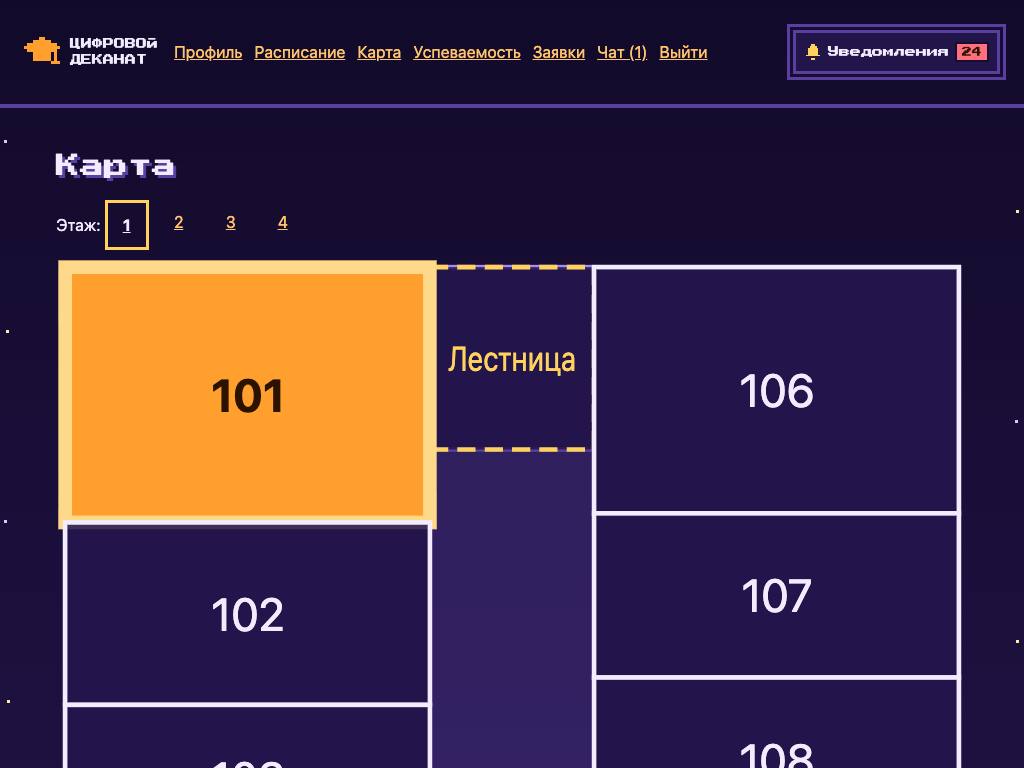 ЦИФРОВОЙ
ДЕКАНАТ
Профиль Расписание Карта Успеваемость Заявки Чат (1) Выйти
Уведомления 24
Карта
Этаж: 1 2 3 4
101
Лестница
106
102
107
108